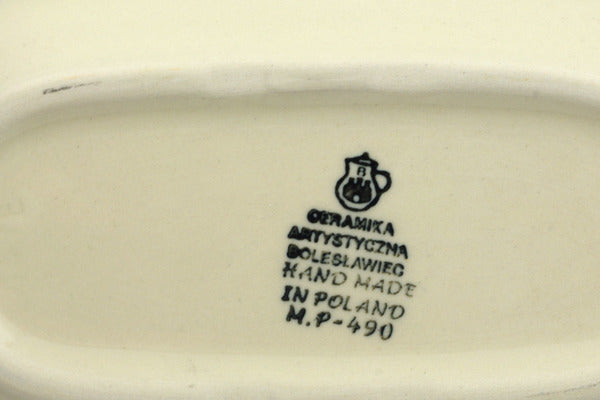 B
CERAMIKA
ARTYSTYCZNA
BOLESŁAWIEC
HAND MADE
IN POLAND
M.P-490